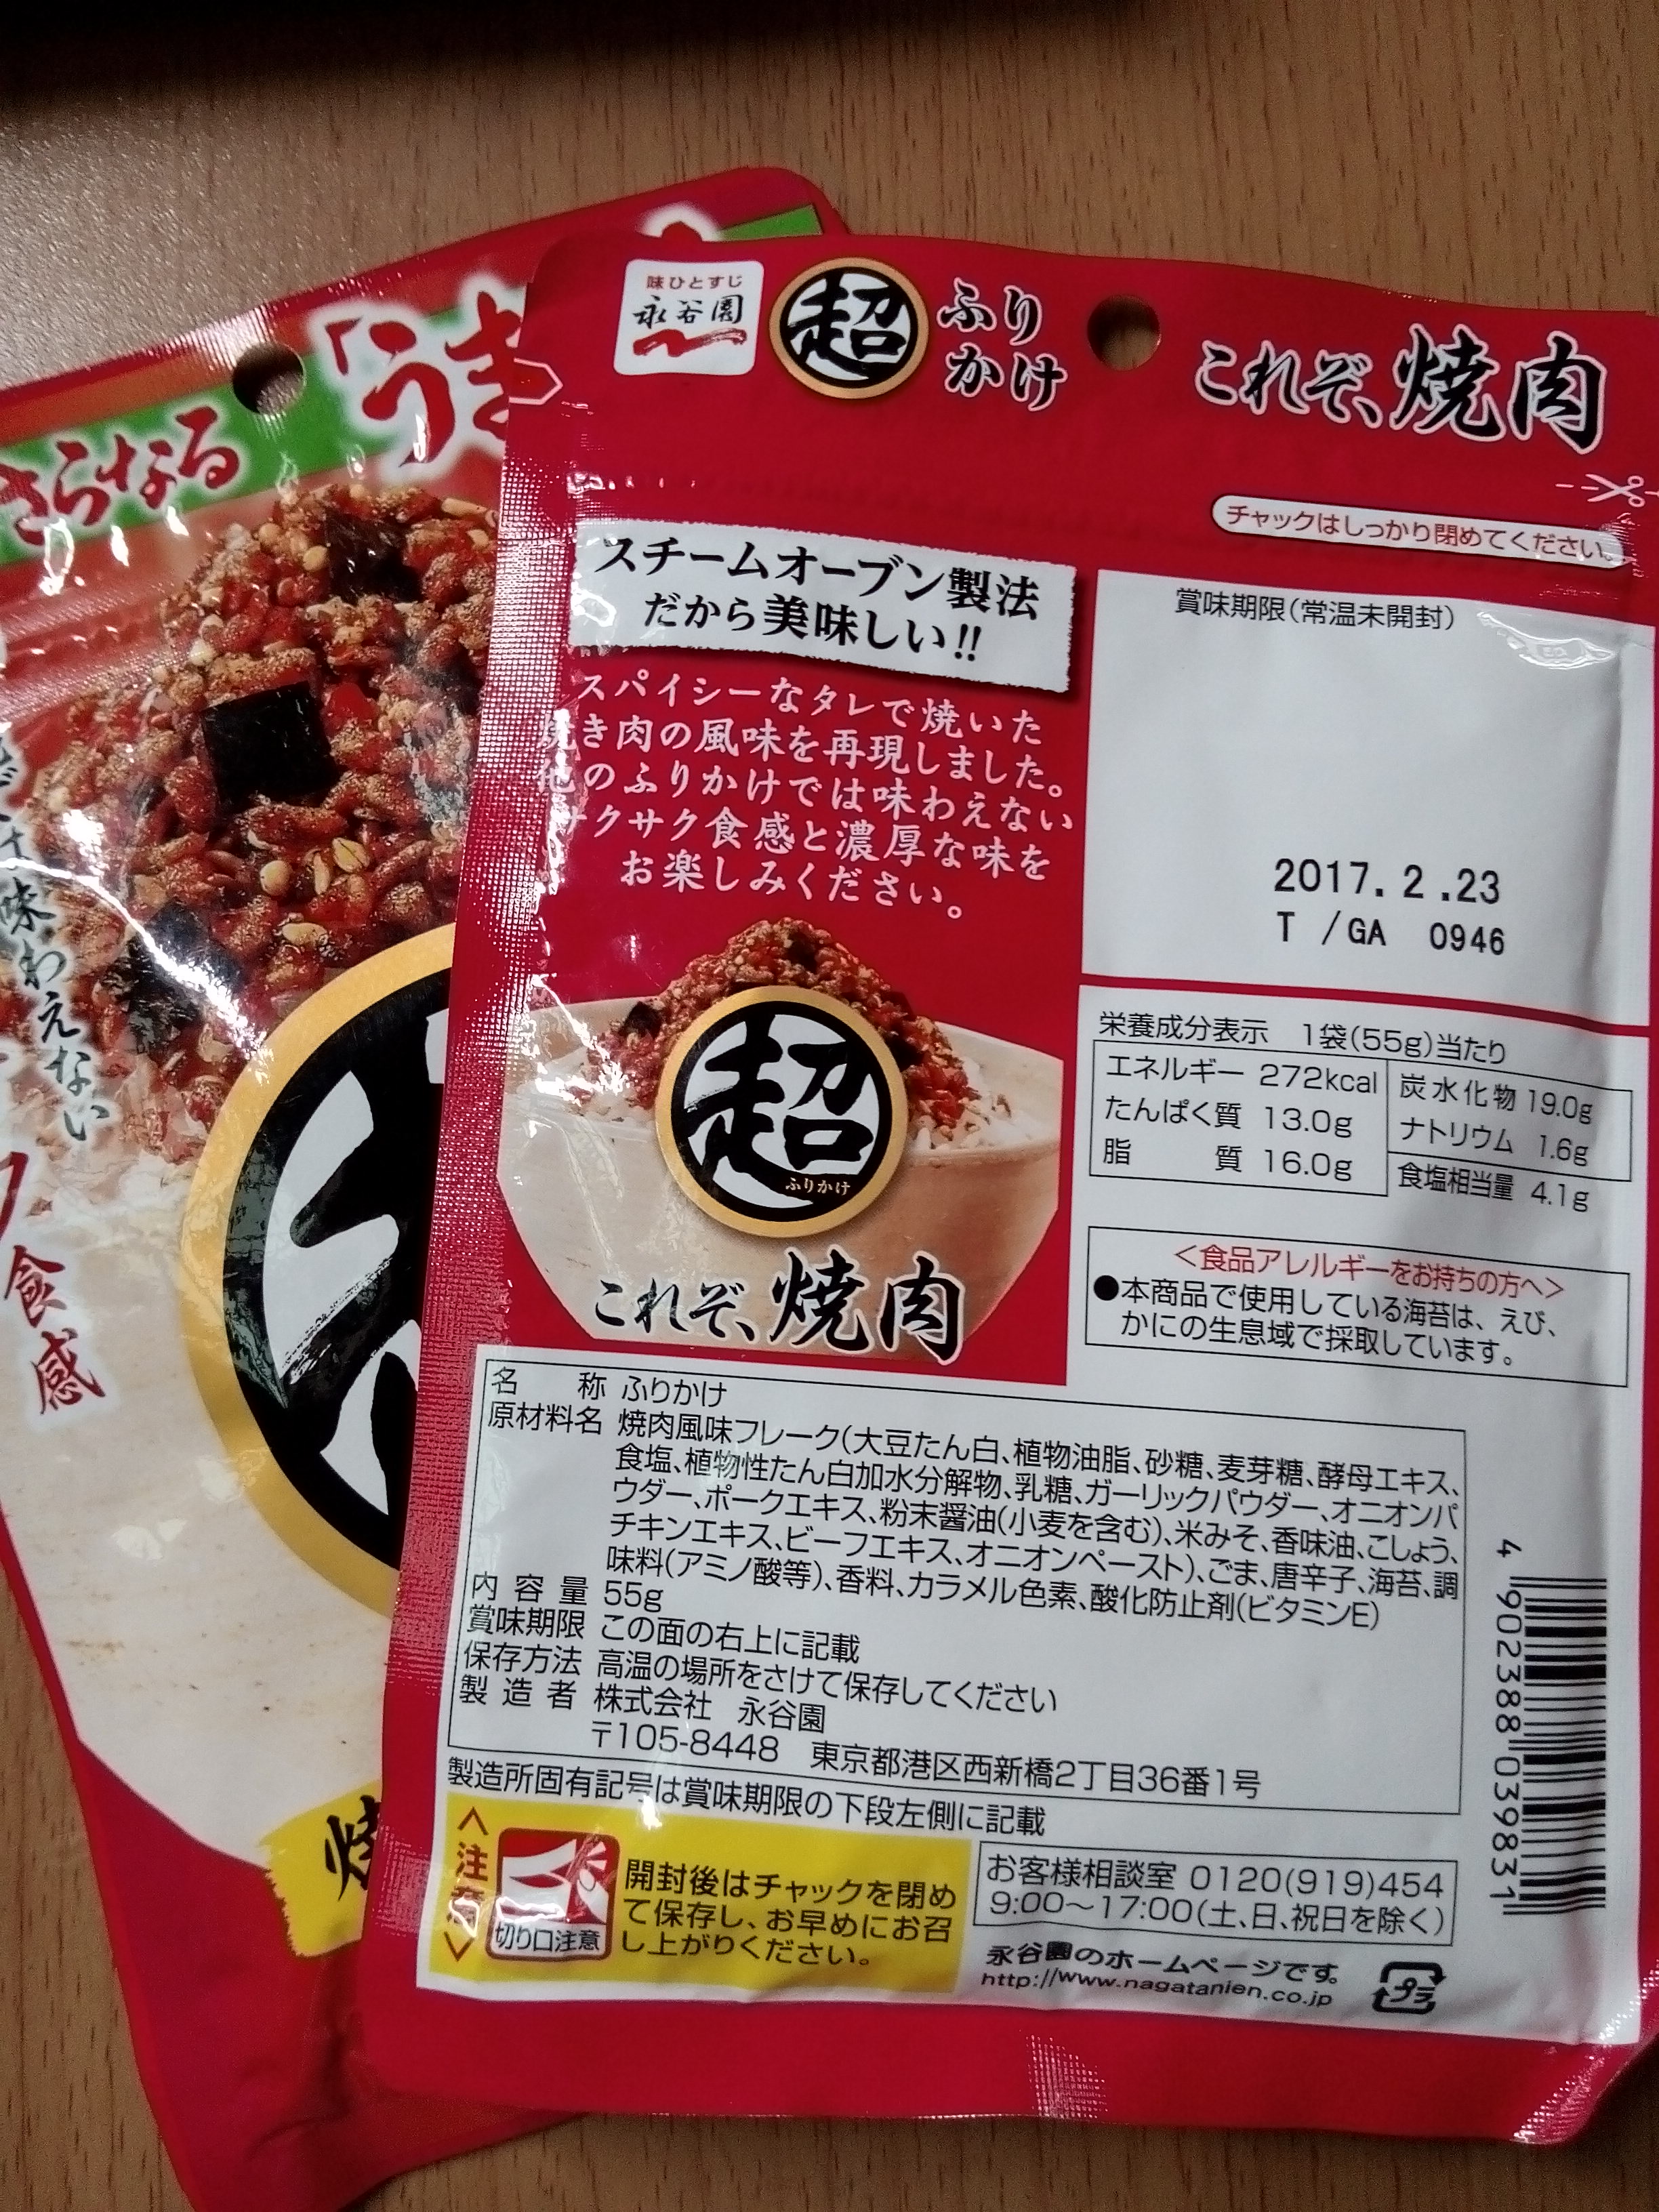 さらなる
「うま
味わえない
食感
味ひとすじ
永谷園
超
ふり
かけ
これぞ、焼肉
チャックはしっかり閉めてください。
スチームオーブン製法
だから美味しい!!
スパイシーなタレで焼いた
焼き肉の風味を再現しました。
他のふりかけでは味わえない
サクサク食感と濃厚な味を
お楽しみください。
超
ふりかけ
これぞ、焼肉
賞味期限(常温未開封)
2017. 2 .23
T /GA 0946
栄養成分表示 1袋(55g)当たり
エネルギー 272kcal
たんぱく質 13.0g
脂 質 16.0g
炭水化物 19.0g
ナトリウム 1.6g
食塩相当量 4.1g
<食品アレルギーをお持ちの方へ>
●本商品で使用している海苔は、えび、
かにの生息域で採取しています。
名 称 ふりかけ
原材料名 焼肉風味フレーク(大豆たん白、植物油脂、砂糖、麦芽糖、酵母エキス、
食塩、植物性たん白加水分解物、乳糖、ガーリックパウダー、オニオンパ
ウダー、ポークエキス、粉末醤油(小麦を含む)、米みそ、香味油、こしょう、
チキンエキス、ビーフエキス、オニオンペースト)、ごま、唐辛子、海苔、調
味料(アミノ酸等)、香料、カラメル色素、酸化防止剤(ビタミンE)
内容量 55g
賞味期限 この面の右上に記載
保存方法 高温の場所をさけて保存してください
製造者 株式会社 永谷園
〒105-8448 東京都港区西新橋2丁目36番1号
製造所固有記号は賞味期限の下段左側に記載
<注意>
切り口注意
開封後はチャックを閉め
て保存し、お早めにお召
し上がりください。
お客様相談室 0120(919)454
9:00〜17:00(土、日、祝日を除く)
永谷園のホームページです。
http://www.nagatanien.co.jp
プラ
4 902388 039831
焼